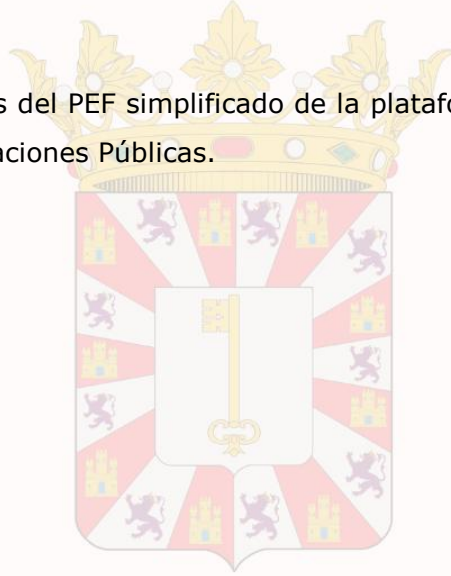 s del PEF simplificado de la platafo
aciones Públicas.